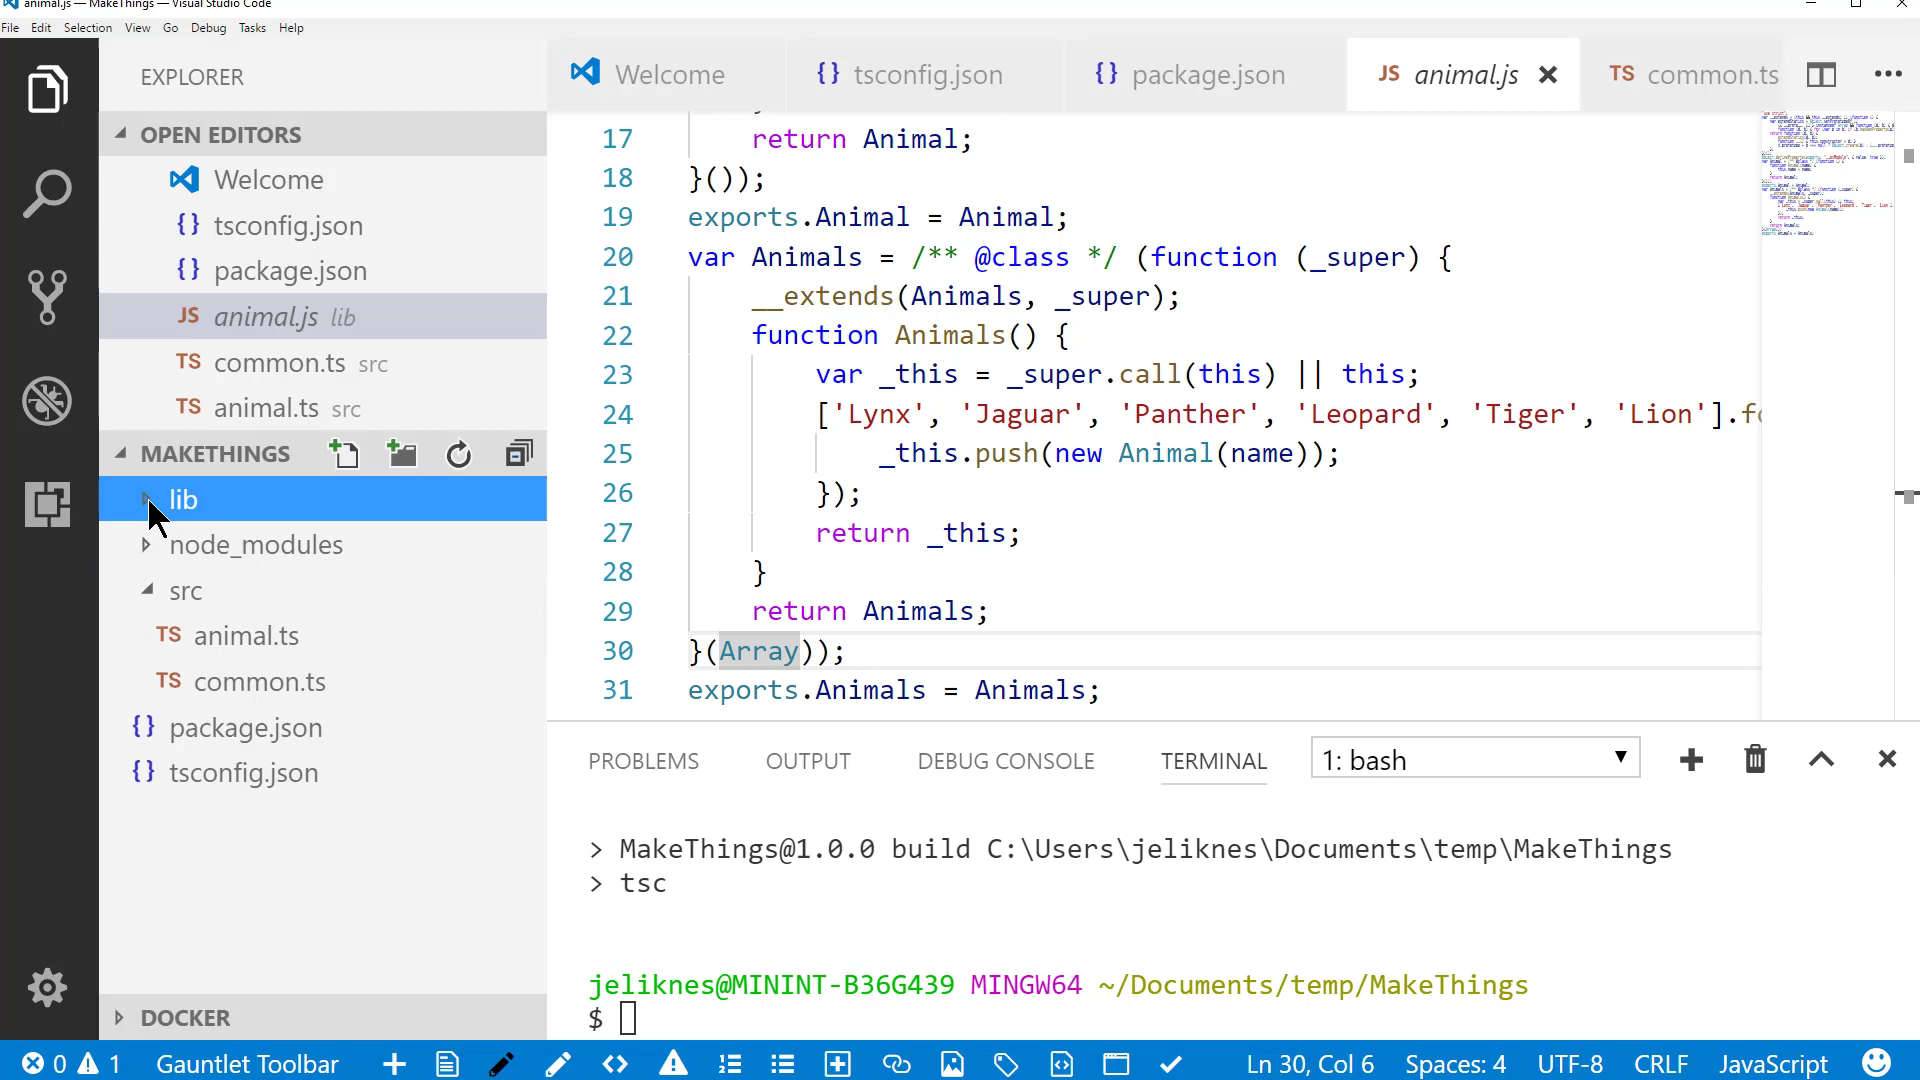 animal.js — MakeThings — Visual Studio Code
File Edit Selection View Go Debug Tasks Help
EXPLORER
OPEN EDITORS
Welcome
{} tsconfig.json
{} package.json
JS animal.js lib
TS common.ts src
TS animal.ts src
MAKETHINGS
lib
node_modules
src
TS animal.ts
TS common.ts
{} package.json
{} tsconfig.json
DOCKER
Welcome {} tsconfig.json {} package.json JS animal.js TS common.ts
17 return Animal;
18 }());
19 exports.Animal = Animal;
20 var Animals = /** @class */ (function (_super) {
21 __extends(Animals, _super);
22 function Animals() {
23 var _this = _super.call(this) || this;
24 ['Lynx', 'Jaguar', 'Panther', 'Leopard', 'Tiger', 'Lion'].fo
25 _this.push(new Animal(name));
26 });
27 return _this;
28 }
29 return Animals;
30 }(Array));
31 exports.Animals = Animals;
PROBLEMS OUTPUT DEBUG CONSOLE TERMINAL 1: bash
> MakeThings@1.0.0 build C:\Users\jeliknes\Documents\temp\MakeThings
> tsc
jeliknes@MININT-B36G439 MINGW64 ~/Documents/temp/MakeThings
$
0 1 Gauntlet Toolbar Ln 30, Col 6 Spaces: 4 UTF-8 CRLF JavaScript